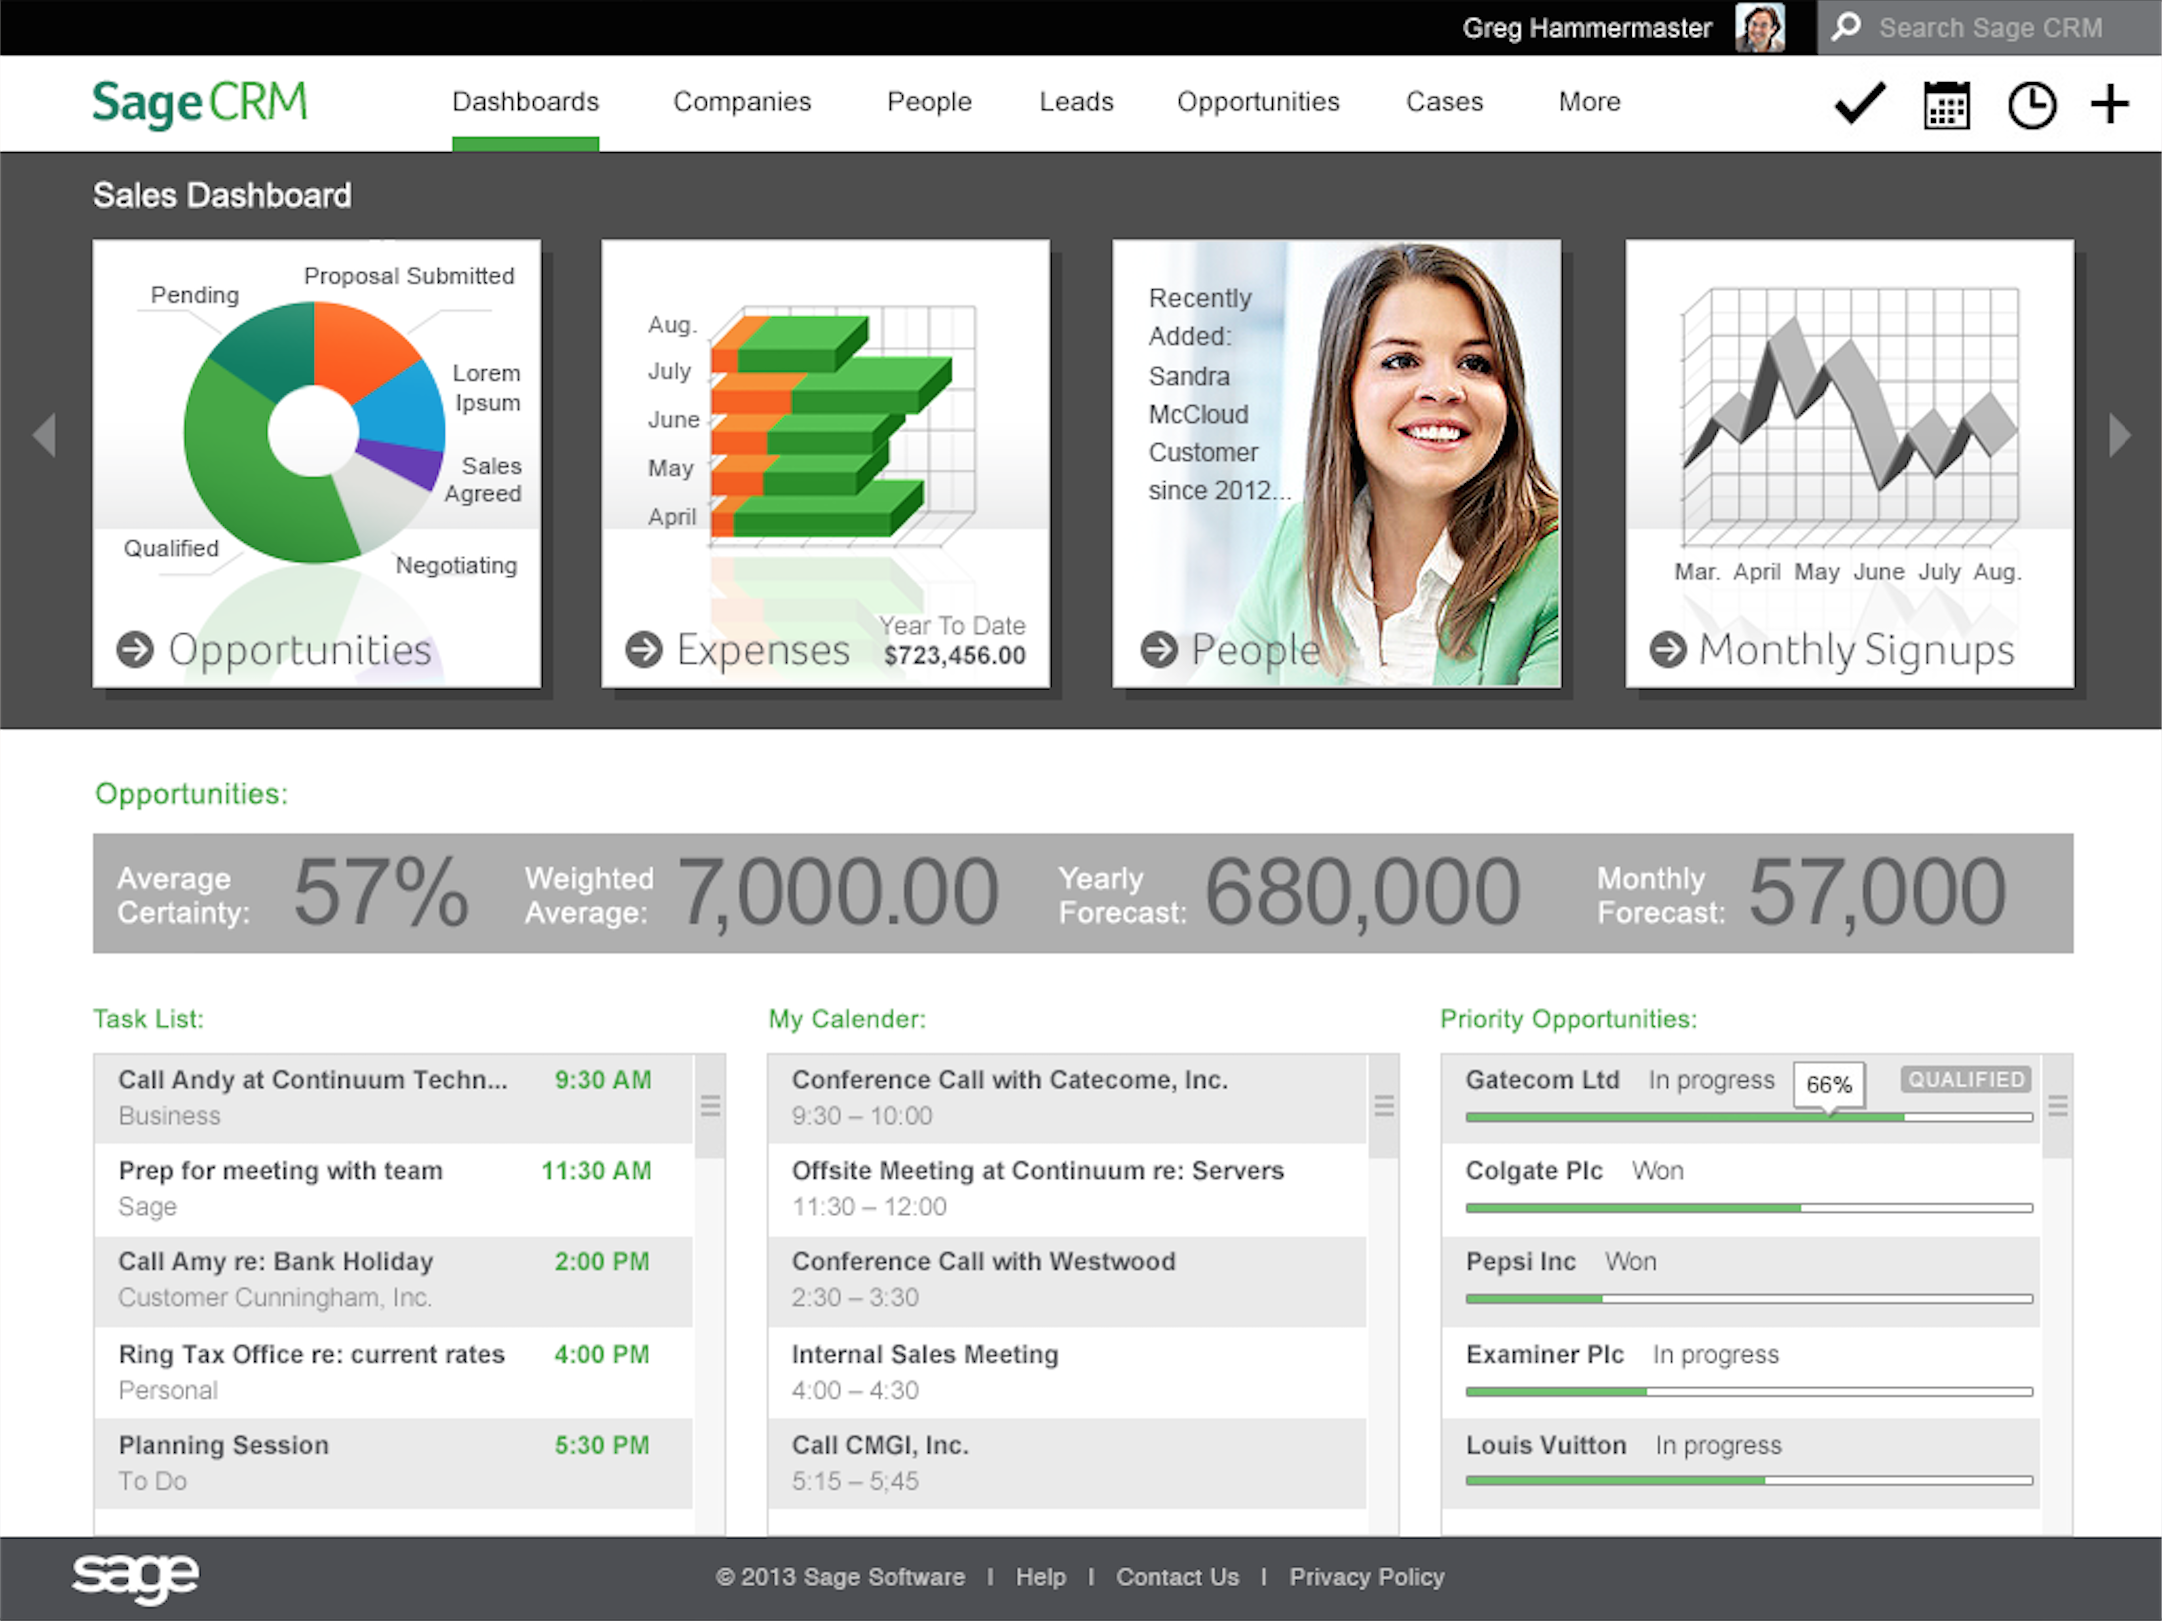 Greg Hammermaster
Search Sage CRM
Sage CRM
Dashboards Companies People Leads Opportunities Cases More
Sales Dashboard
Pending
Proposal Submitted
Lorem
Ipsum
Sales
Agreed
Negotiating
Qualified
Opportunities
Aug.
July
June
May
April
Year To Date
Expenses $723,456.00
Recently
Added:
Sandra
McCloud
Customer
since 2012...
People
Mar. April May June July Aug.
Monthly Signups
Opportunities:
Average
Certainty:
57%
Weighted
Average:
7,000.00
Yearly
Forecast:
680,000
Monthly
Forecast:
57,000
Task List:
Call Andy at Continuum Techn... 9:30 AM
Business
Prep for meeting with team 11:30 AM
Sage
Call Amy re: Bank Holiday 2:00 PM
Customer Cunningham, Inc.
Ring Tax Office re: current rates 4:00 PM
Personal
Planning Session 5:30 PM
To Do
My Calender:
Conference Call with Catecome, Inc.
9:30 – 10:00
Offsite Meeting at Continuum re: Servers
11:30 – 12:00
Conference Call with Westwood
2:30 – 3:30
Internal Sales Meeting
4:00 – 4:30
Call CMGI, Inc.
5:15 – 5;45
Priority Opportunities:
Gatecom Ltd In progress 66% QUALIFIED
Colgate Plc Won
Pepsi Inc Won
Examiner Plc In progress
Louis Vuitton In progress
sage
© 2013 Sage Software | Help | Contact Us | Privacy Policy